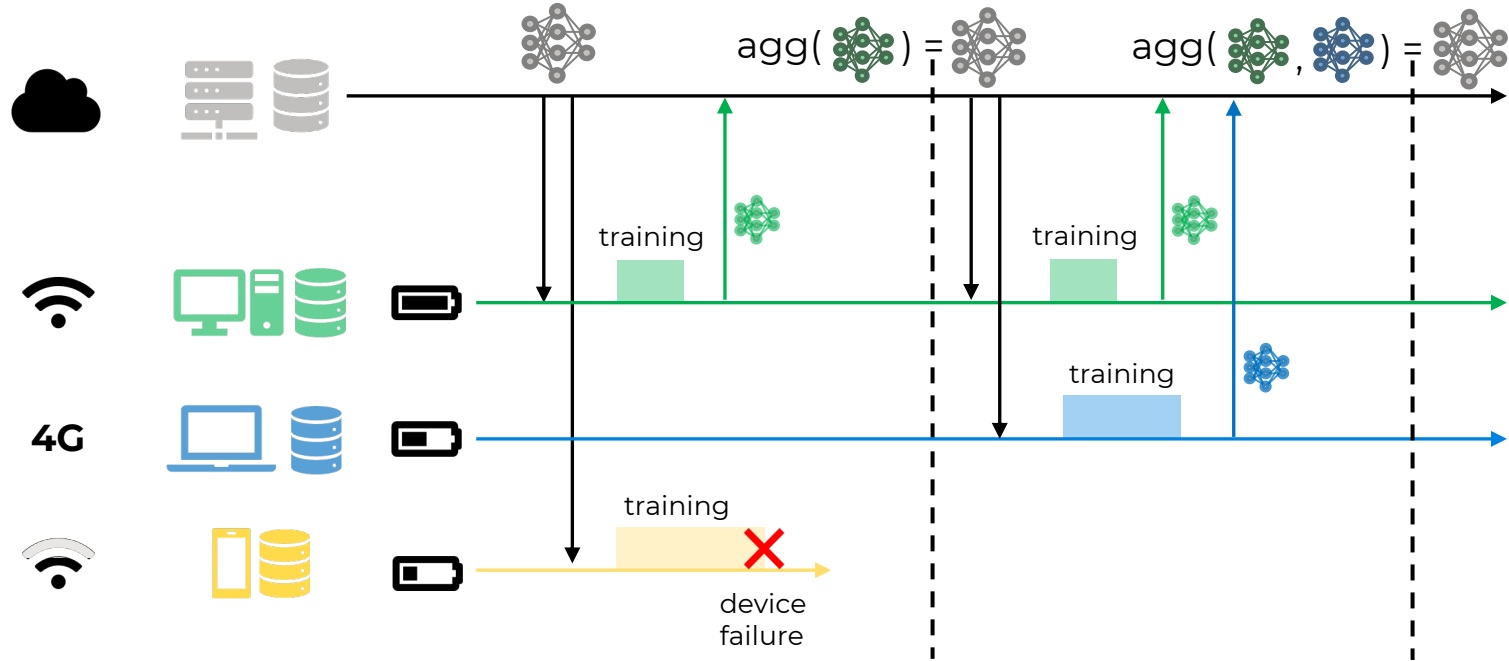 agg( ) =
agg( , ) =
training
training
training
4G
training
device
failure